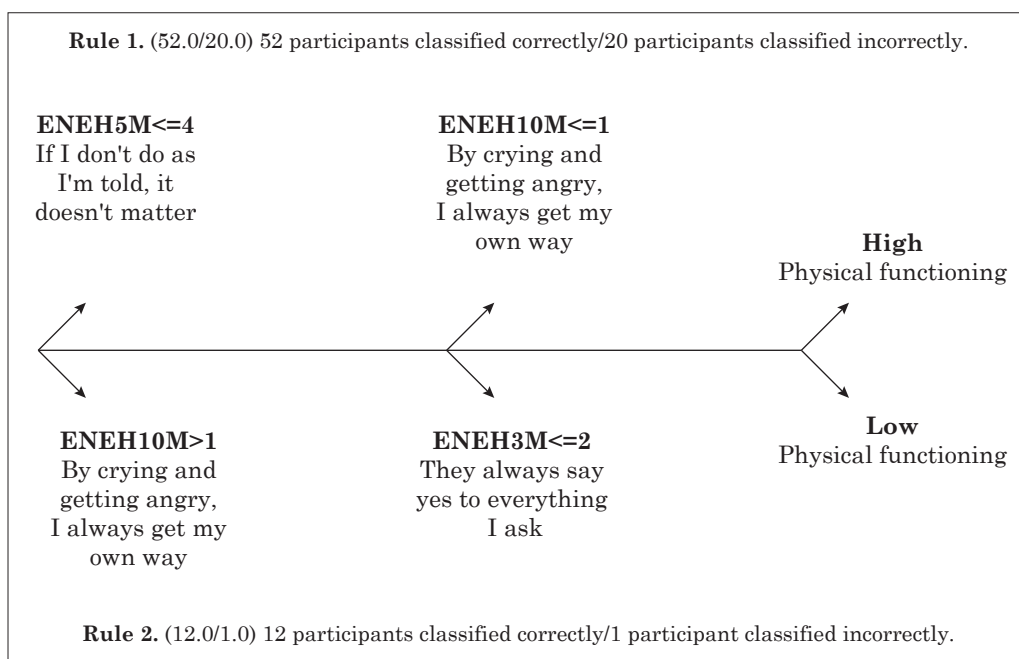 Rule 1. (52.0/20.0) 52 participants classified correctly/20 participants classified incorrectly.
ENEH5M<=4
If I don't do as
I'm told, it
doesn't matter
ENEH10M<=1
By crying and
getting angry,
I always get my
own way
High
Physical functioning
ENEH10M>1
By crying and
getting angry,
I always get my
own way
ENEH3M<=2
They always say
yes to everything
I ask
Low
Physical functioning
Rule 2. (12.0/1.0) 12 participants classified correctly/1 participant classified incorrectly.